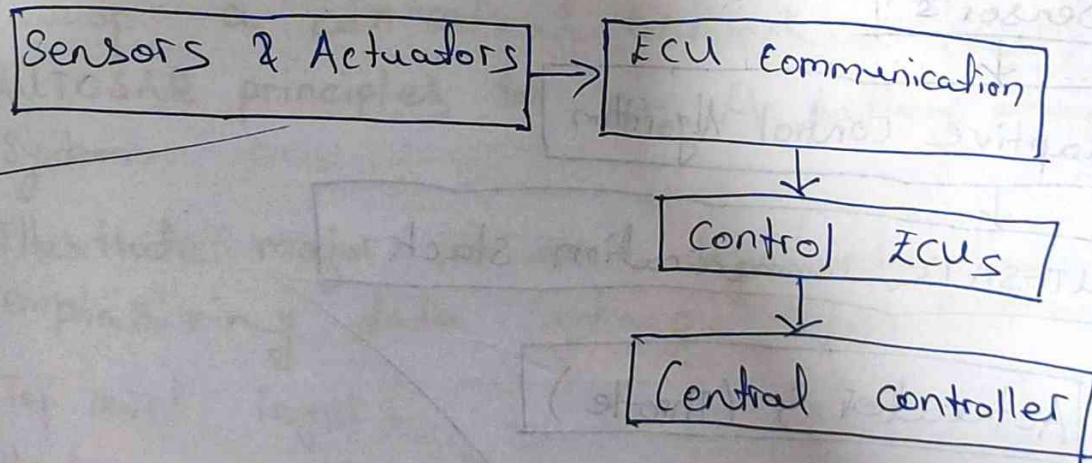 Sensors & Actuators
ECU Communication
Control ECUs
Central Controller